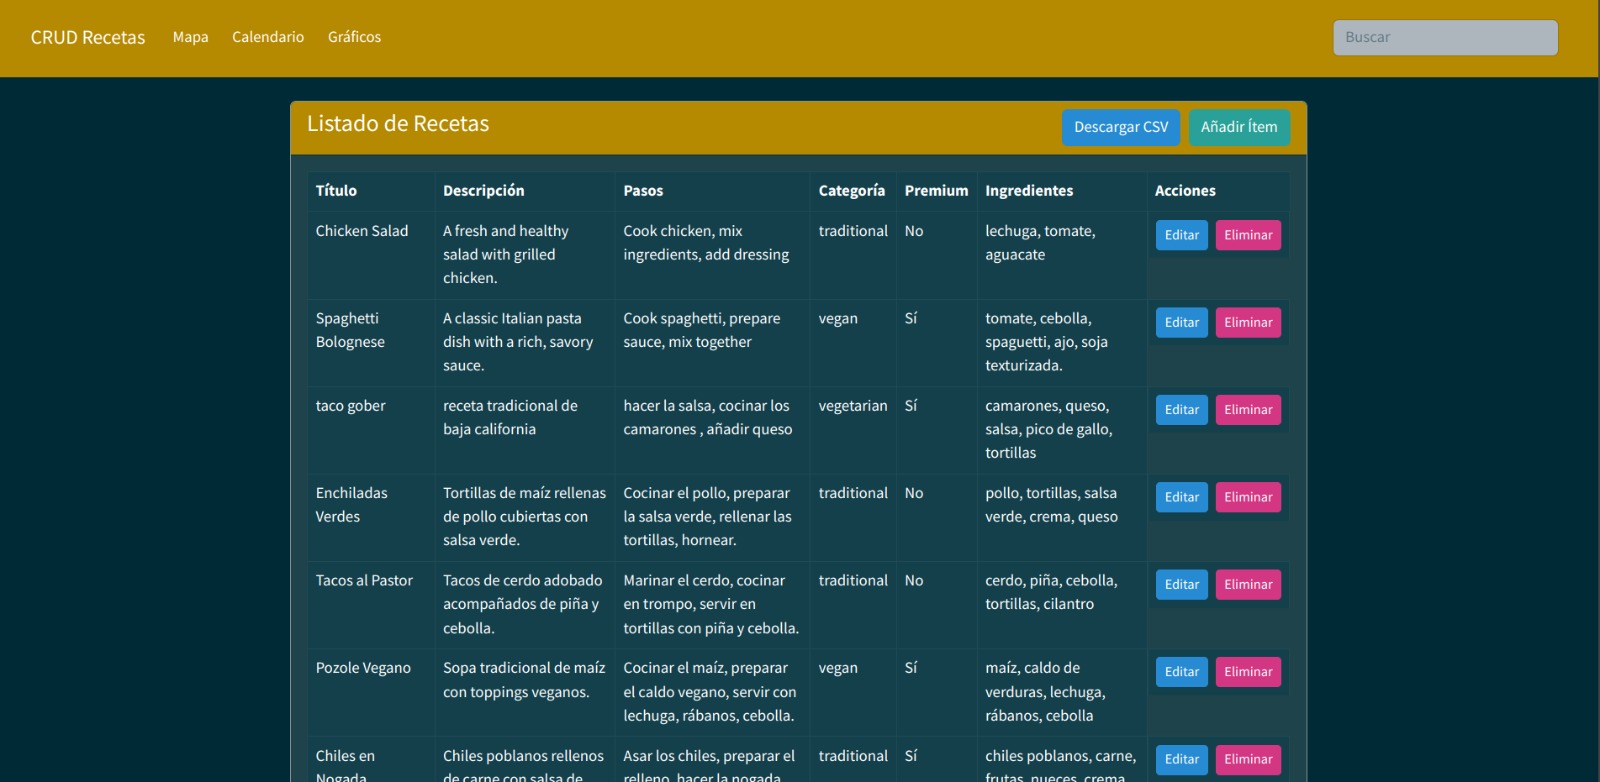 CRUD Recetas Mapa Calendario Gráficos Buscar
Listado de Recetas Descargar CSV Añadir Ítem
Título Descripción Pasos Categoría Premium Ingredientes Acciones
Chicken Salad A fresh and healthy Cook chicken, mix traditional No lechuga, tomate, Editar Eliminar
salad with grilled ingredients, add dressing aguacate
chicken.
Spaghetti A classic Italian pasta Cook spaghetti, prepare vegan Sí tomate, cebolla, Editar Eliminar
Bolognese dish with a rich, savory sauce, mix together spaguetti, ajo, soja
sauce. texturizada.
taco gober receta tradicional de hacer la salsa, cocinar los vegetarian Sí camarones, queso, Editar Eliminar
baja california camarones , añadir queso salsa, pico de gallo,
tortillas
Enchiladas Tortillas de maíz rellenas Cocinar el pollo, preparar traditional No pollo, tortillas, salsa Editar Eliminar
Verdes de pollo cubiertas con la salsa verde, rellenar las verde, crema, queso
salsa verde. tortillas, hornear.
Tacos al Pastor Tacos de cerdo adobado Marinar el cerdo, cocinar traditional No cerdo, piña, cebolla, Editar Eliminar
acompañados de piña y en trompo, servir en tortillas, cilantro
cebolla. tortillas con piña y cebolla.
Pozole Vegano Sopa tradicional de maíz Cocinar el maíz, preparar vegan Sí maíz, caldo de Editar Eliminar
con toppings veganos. el caldo vegano, servir con verduras, lechuga,
lechuga, rábanos, cebolla. rábanos, cebolla
Chiles en Chiles poblanos rellenos Asar los chiles, preparar el traditional Sí chiles poblanos, carne, Editar Eliminar
Nogada de carne con salsa de relleno, hacer la nogada frutas, nueces, crema